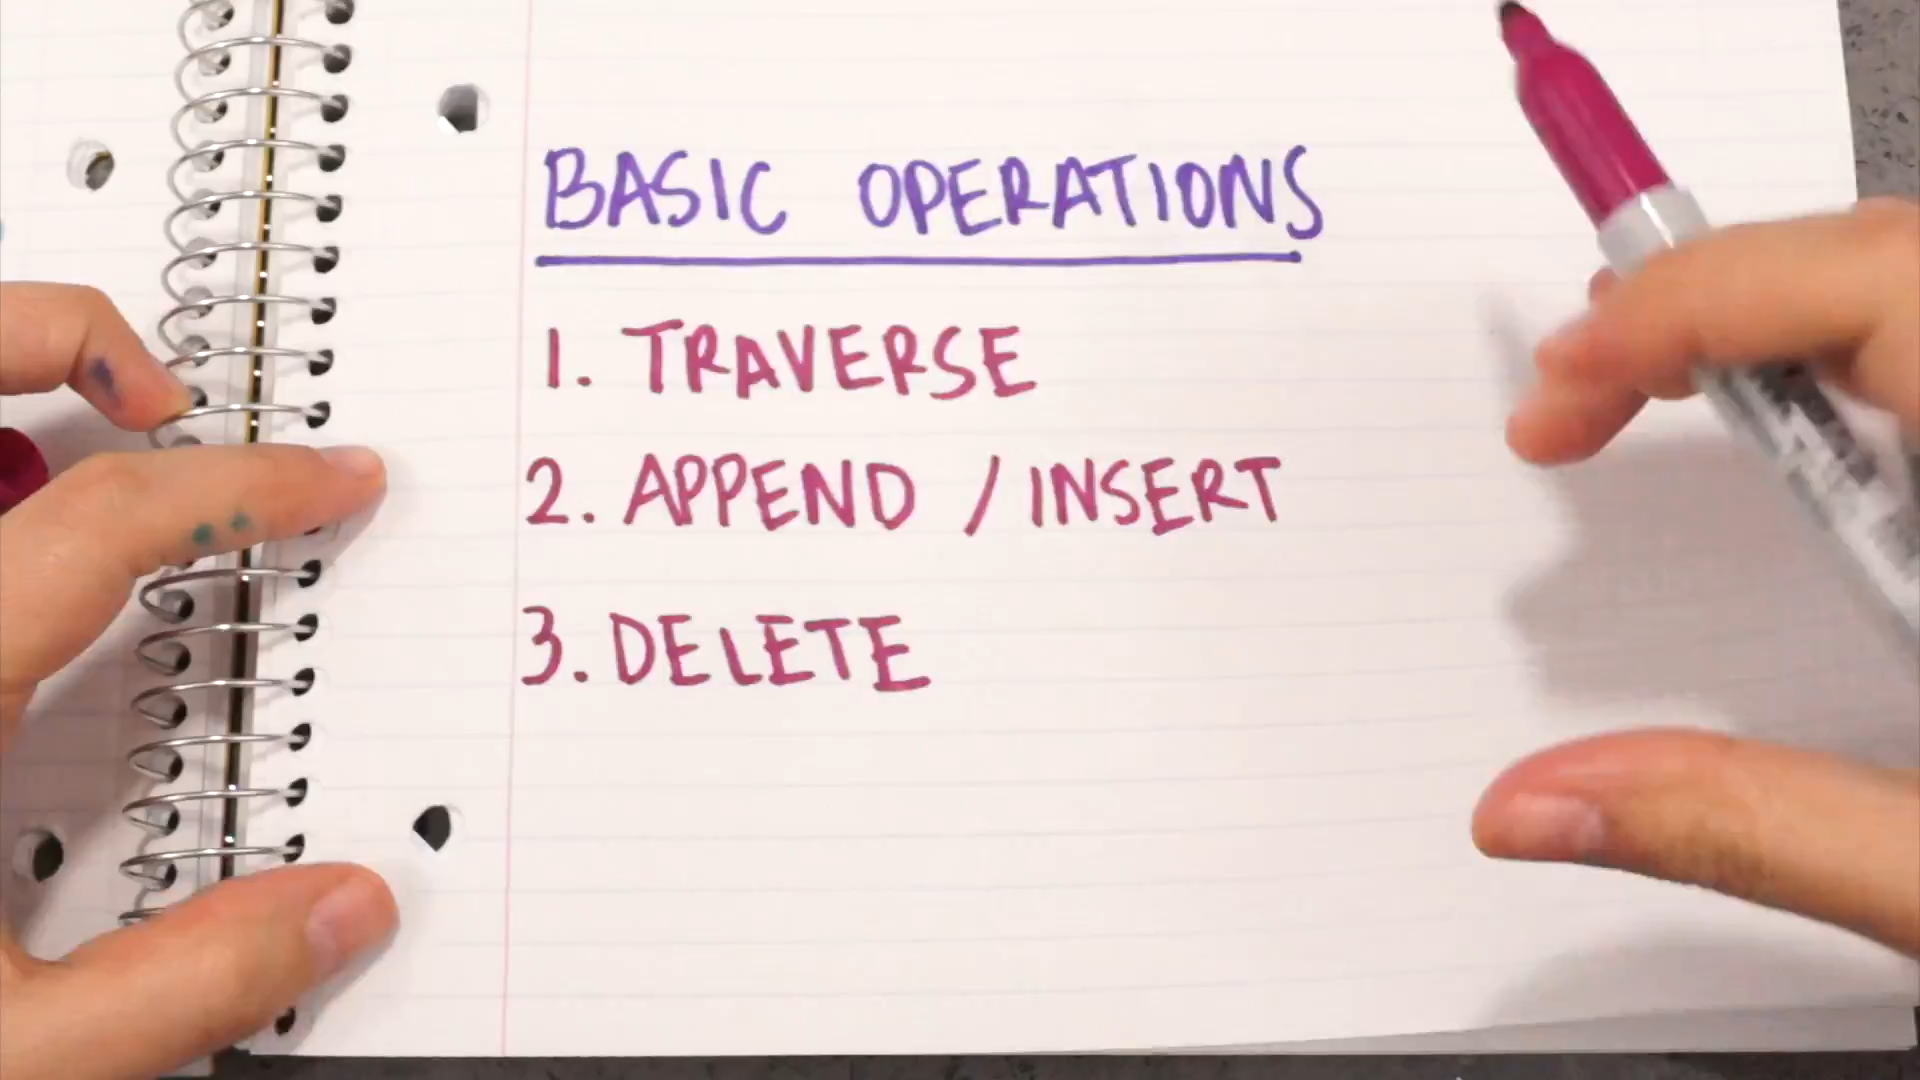 BASIC OPERATIONS
1. TRAVERSE
2. APPEND / INSERT
3. DELETE